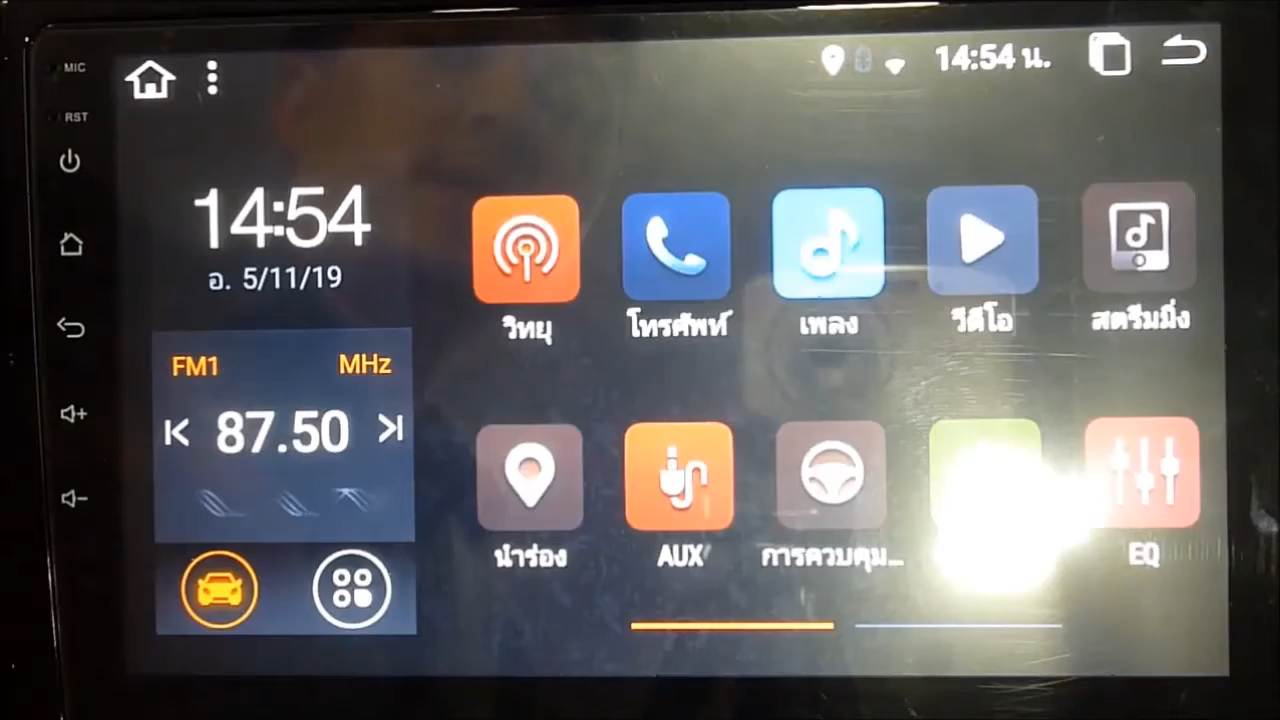 MIC
RST
14:54 น.
14:54
อ. 5/11/19
FM1 MHz
87.50
วิทยุ โทรศัพท์ เพลง วีดีโอ สตรีมมิ่ง
นำร่อง AUX การควบคุม... EQ